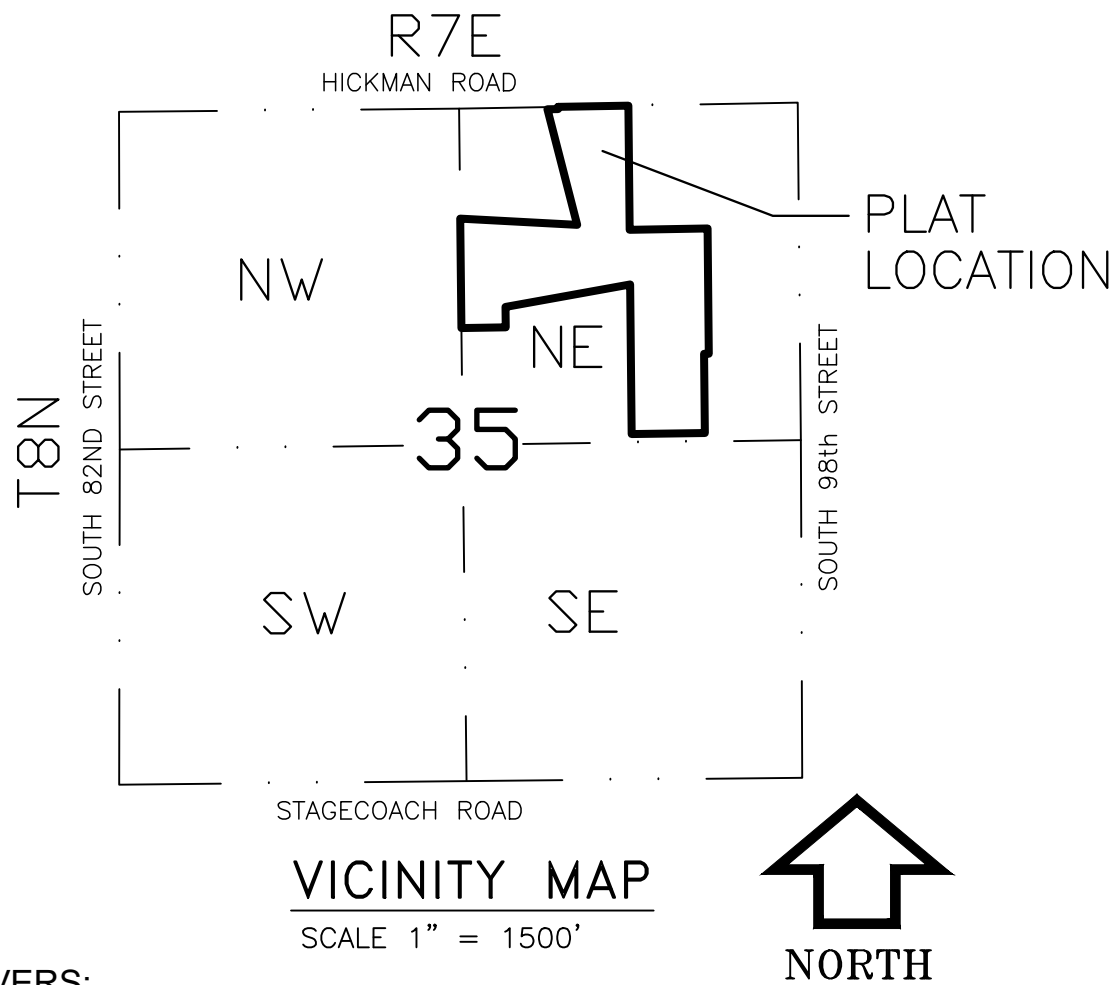 R7E
HICKMAN ROAD
PLAT
LOCATION
NW
NE
T8N
SOUTH 82ND STREET
35
SOUTH 98th STREET
SW
SE
STAGECOACH ROAD
VICINITY MAP
SCALE 1" = 1500'
NORTH
VERS: